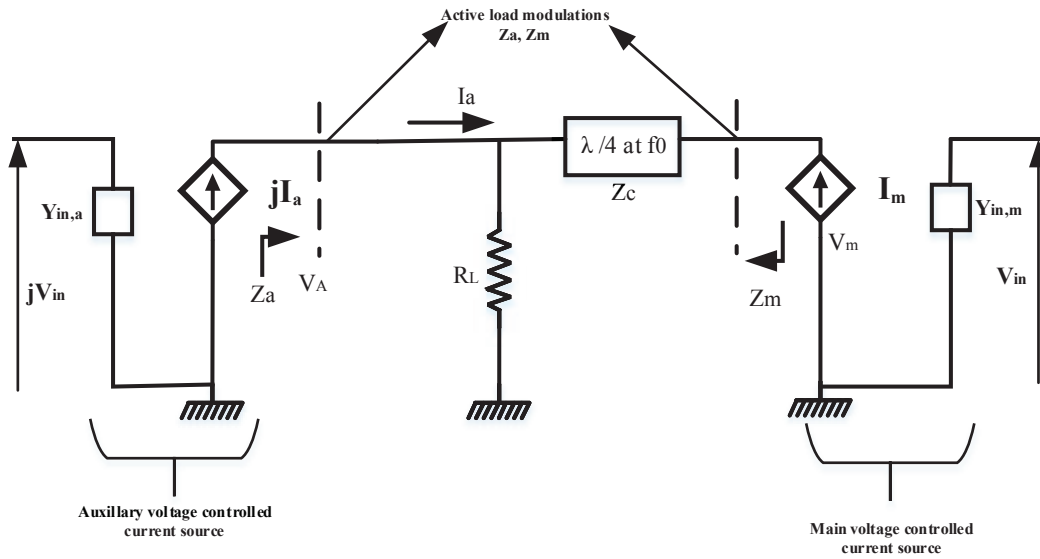 Active load modulations
Za, Zm
Ia
λ /4 at f0
Zc
jIa
Im
Yin,a
Yin,m
Vm
Za
VA
RL
Zm
jVin
Vin
Auxillary voltage controlled
current source
Main voltage controlled
current source